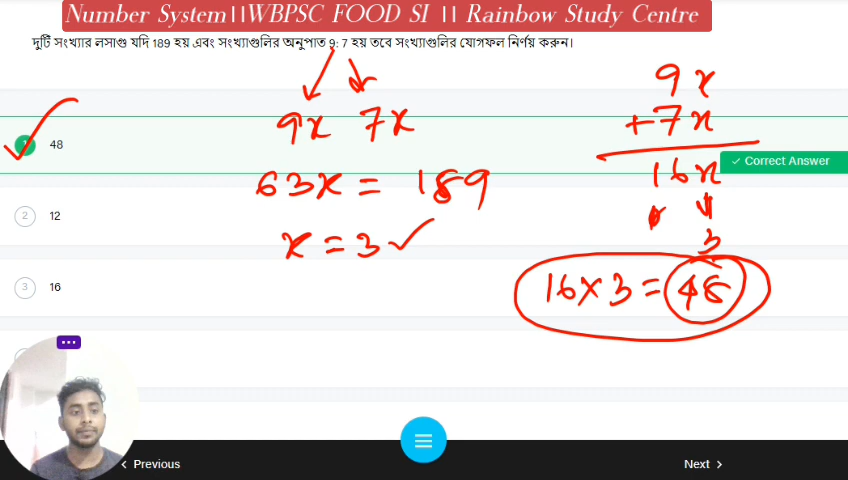 Number System||WBPSC FOOD SI || Rainbow Study Centre
দুটি সংখ্যার লসাগু যদি 189 হয় এবং সংখ্যাগুলির অনুপাত 9: 7 হয় তবে সংখ্যাগুলির যোগফল নির্ণয় করুন।
9x
9x 7x
+7x
1
48
16x
✓ Correct Answer
63x = 189
2
12
x = 3
3
3
16
16×3 = 48
Previous
Next